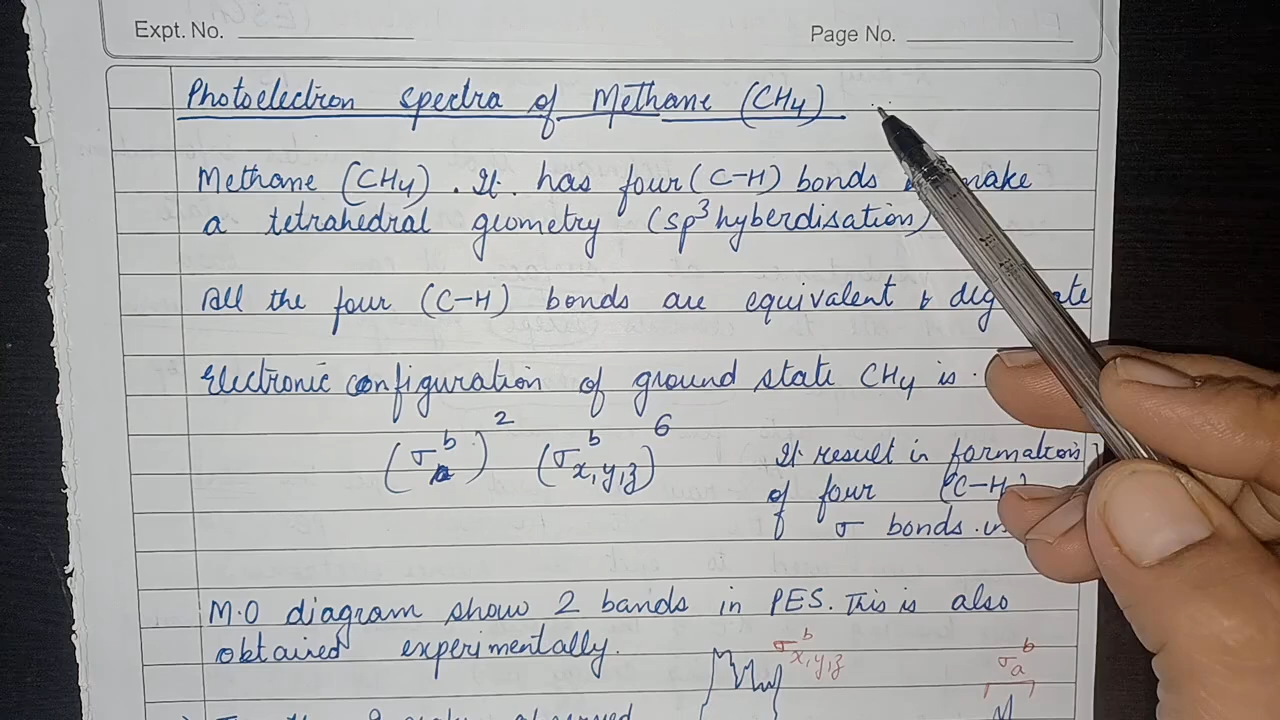 Expt. No.
Page No.
Photoelectron spectra of Methane (CH4)
Methane (CH4). It has four (C-H) bonds make
a tetrahedral geometry (sp³ hyberdisation)
All the four (C-H) bonds are equivalent &
Electronic configuration of ground state CH4 is
(σᵇₐ)² (σᵇx,y,z)⁶
It result in formation
of four (C-H)
σ bonds.
M.O diagram show 2 bands in PES. This is also
obtained experimentally.
σᵇx,y,z
σᵇₐ